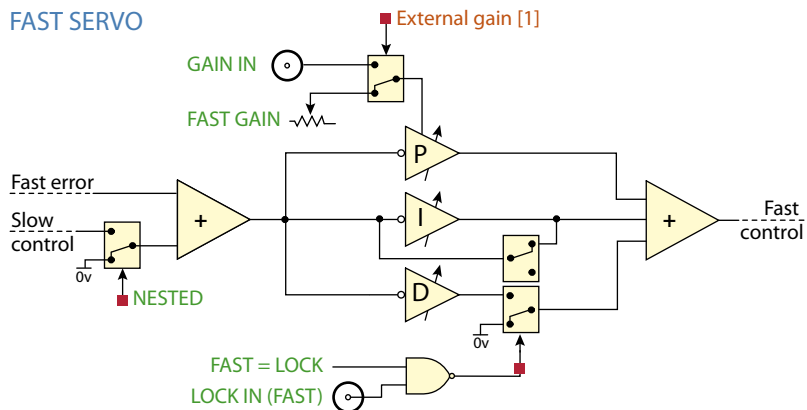 FAST SERVO
External gain [1]
GAIN IN
FAST GAIN
P
Fast error
Slow
control
+
I
+
Fast
control
0v
NESTED
D
0v
FAST = LOCK
LOCK IN (FAST)